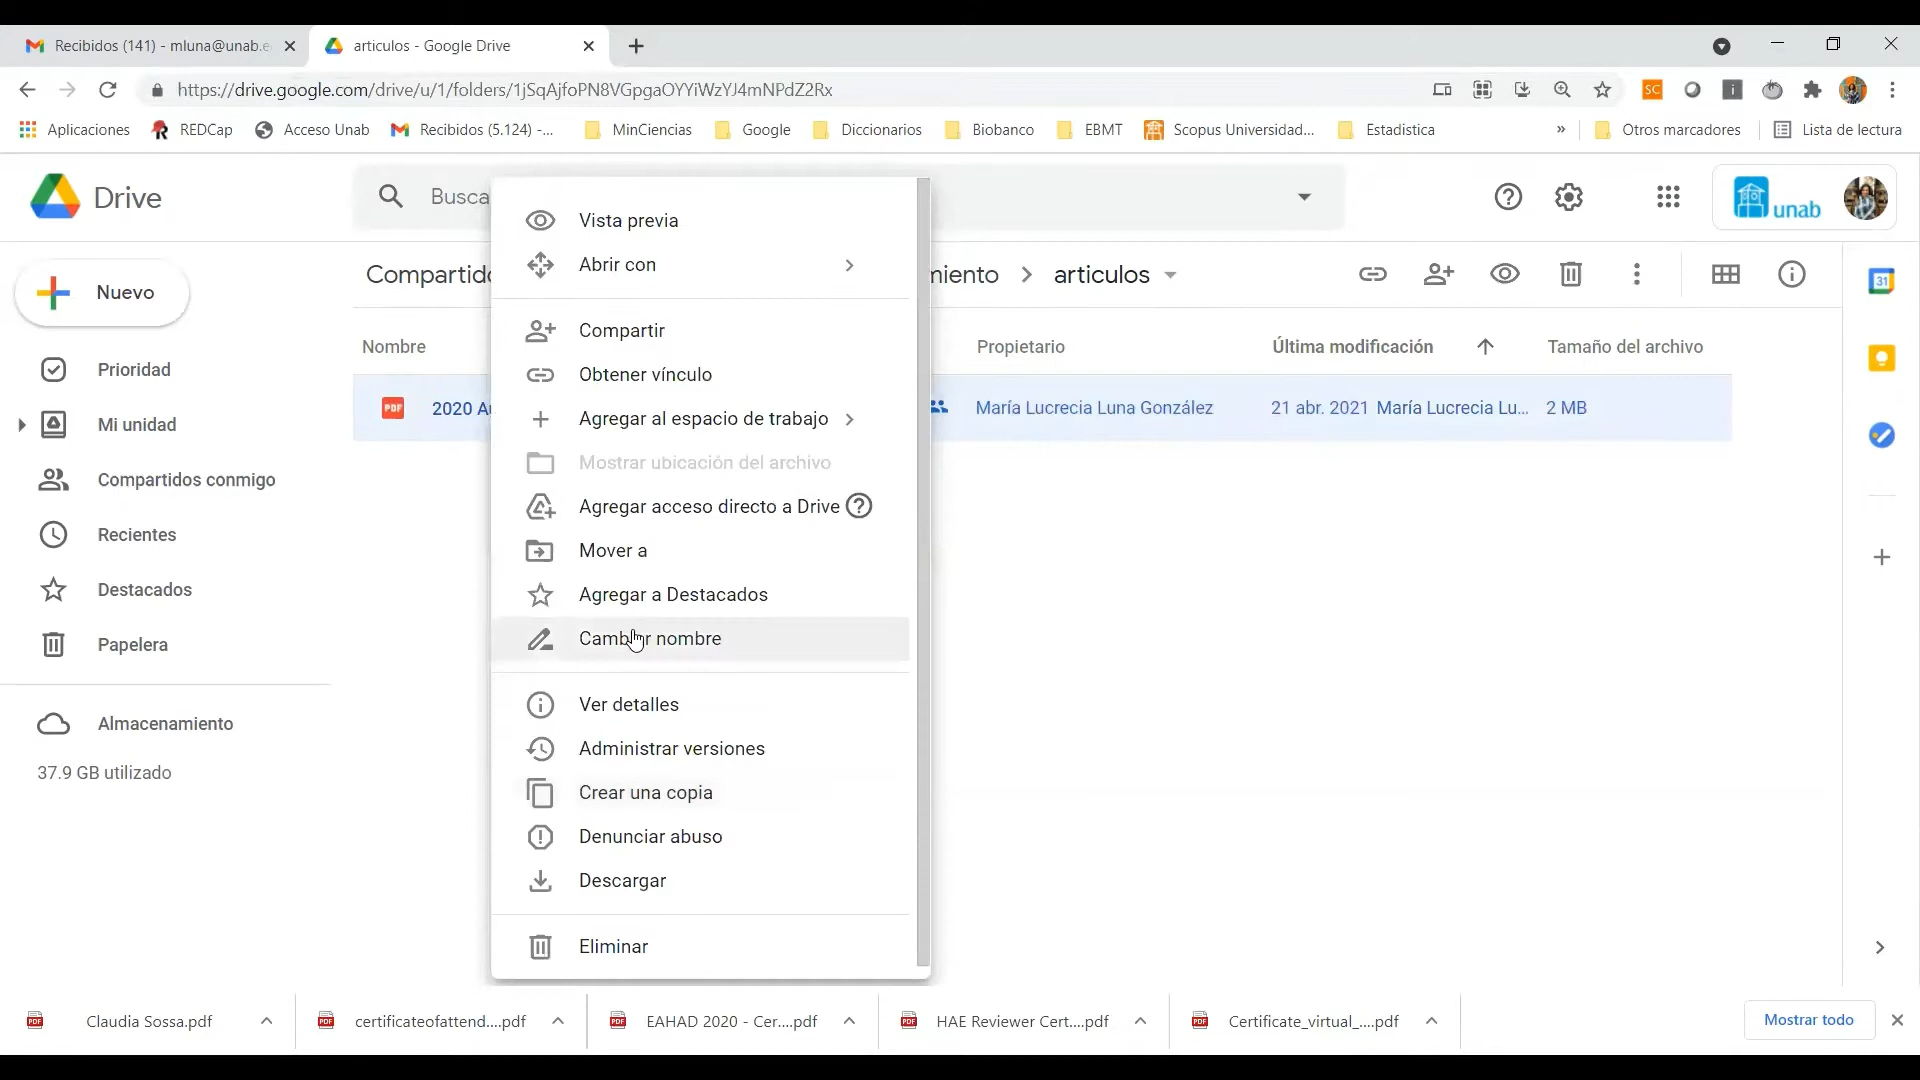 Recibidos (141) - mluna@unab.e
articulos - Google Drive
https://drive.google.com/drive/u/1/folders/1jSqAjfoPN8VGpgaOYYiWzYJ4mNPdZ2Rx
Aplicaciones REDCap Acceso Unab Recibidos (5.124) -... MinCiencias Google Diccionarios Biobanco EBMT Scopus Universidad... Estadistica » Otros marcadores Lista de lectura
Drive
Busca
unab
Nuevo
Compartido
miento > articulos
Nombre
Propietario
Última modificación
Tamaño del archivo
PDF 2020 A
María Lucrecia Luna González
21 abr. 2021 María Lucrecia Lu...
2 MB
Prioridad
Mi unidad
Compartidos conmigo
Recientes
Destacados
Papelera
Almacenamiento
37.9 GB utilizado
Vista previa
Abrir con
Compartir
Obtener vínculo
Agregar al espacio de trabajo
Mostrar ubicación del archivo
Agregar acceso directo a Drive
Mover a
Agregar a Destacados
Cambiar nombre
Ver detalles
Administrar versiones
Crear una copia
Denunciar abuso
Descargar
Eliminar
31
Claudia Sossa.pdf
certificateofattend....pdf
EAHAD 2020 - Cer....pdf
HAE Reviewer Cert....pdf
Certificate_virtual_....pdf
Mostrar todo